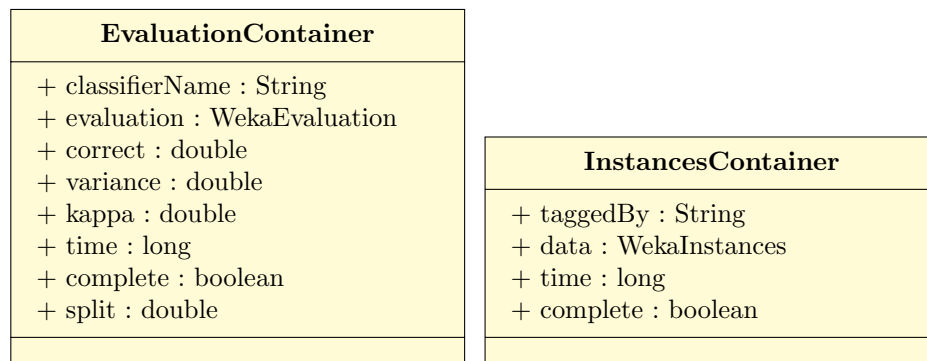 EvaluationContainer
+ classifierName : String
+ evaluation : WekaEvaluation
+ correct : double
+ variance : double
+ kappa : double
+ time : long
+ complete : boolean
+ split : double
InstancesContainer
+ taggedBy : String
+ data : WekaInstances
+ time : long
+ complete : boolean